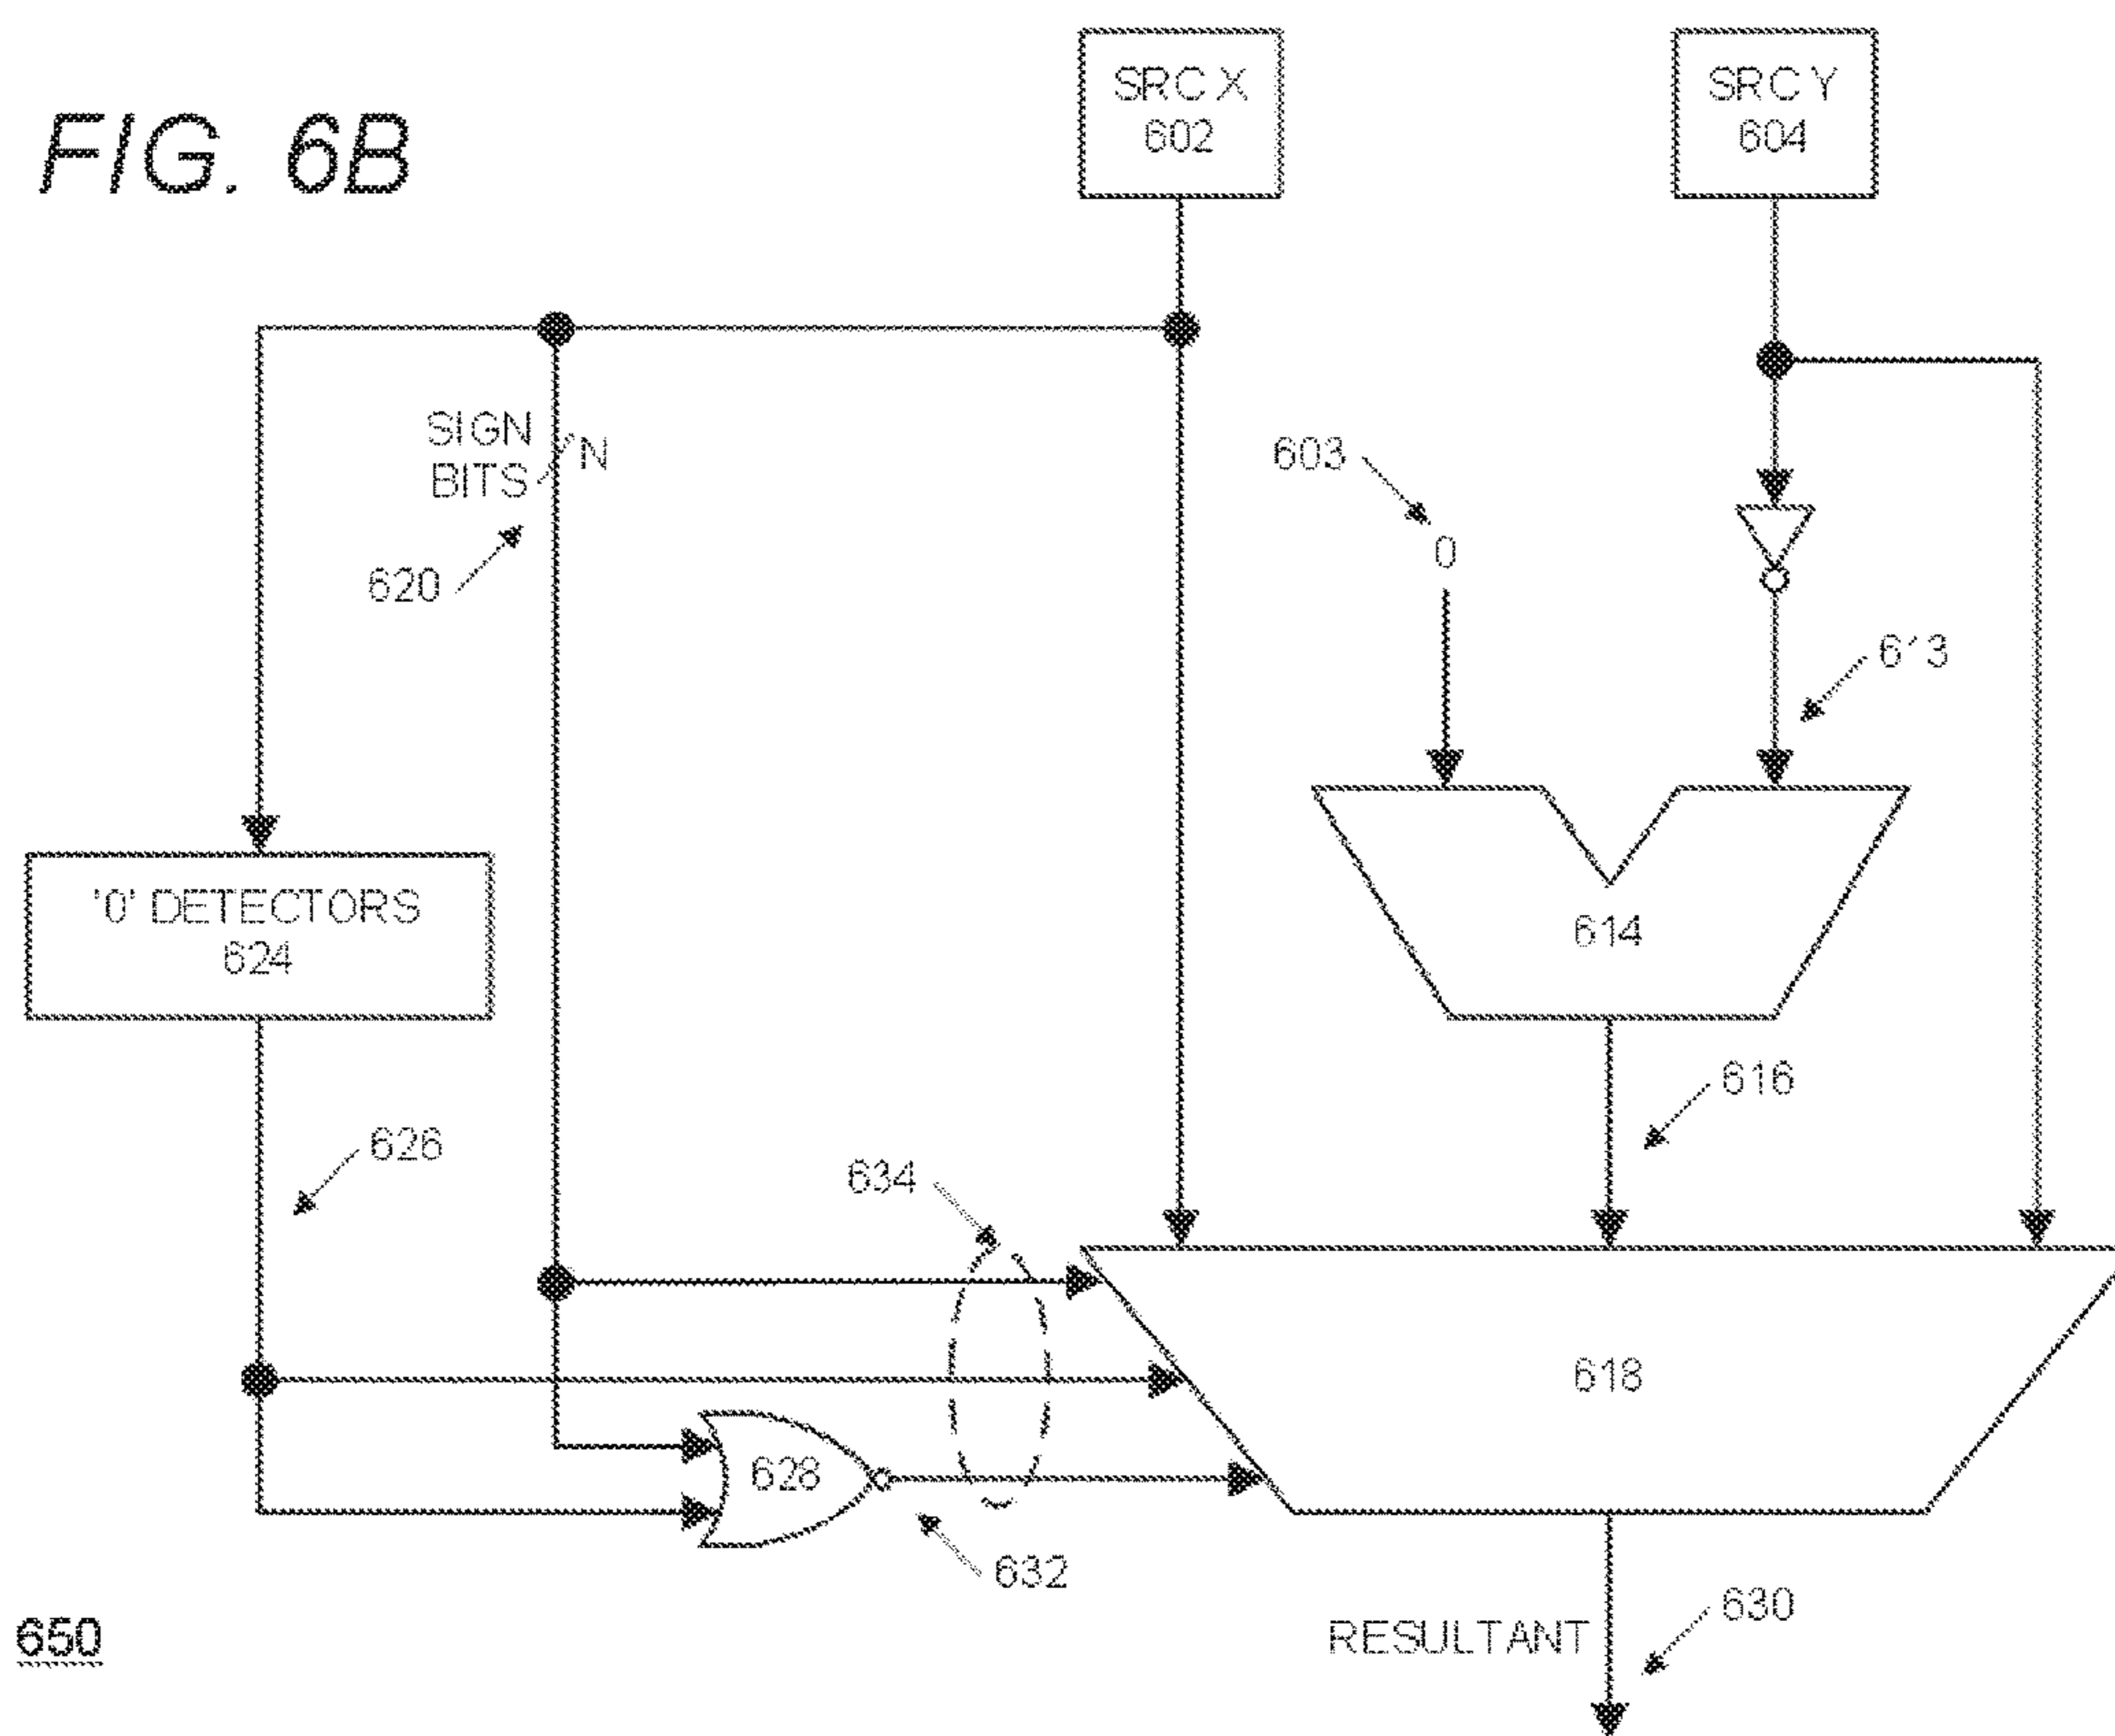 FIG. 6B
SRC X
602
SRC Y
604
SIGN
BITS
N
620
603
0
613
'0' DETECTORS
624
614
616
626
634
618
628
632
630
RESULTANT
650